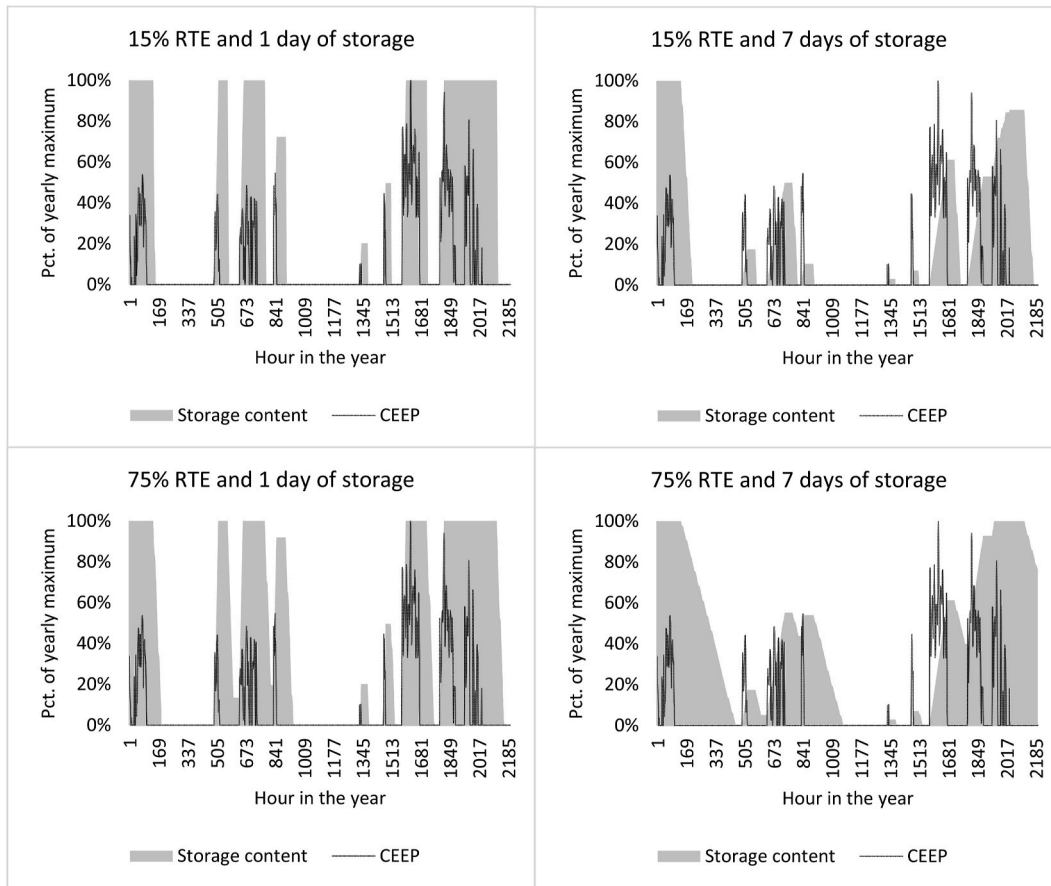 15% RTE and 1 day of storage
Pct. of yearly maximum
100%
80%
60%
40%
20%
0%
1 169 337 505 673 841 1009 1177 1345 1513 1681 1849 2017 2185
Hour in the year
Storage content CEEP
15% RTE and 7 days of storage
Pct. of yearly maximum
100%
80%
60%
40%
20%
0%
1 169 337 505 673 841 1009 1177 1345 1513 1681 1849 2017 2185
Hour in the year
Storage content CEEP
75% RTE and 1 day of storage
Pct. of yearly maximum
100%
80%
60%
40%
20%
0%
1 169 337 505 673 841 1009 1177 1345 1513 1681 1849 2017 2185
Hour in the year
Storage content CEEP
75% RTE and 7 days of storage
Pct. of yearly maximum
100%
80%
60%
40%
20%
0%
1 169 337 505 673 841 1009 1177 1345 1513 1681 1849 2017 2185
Hour in the year
Storage content CEEP